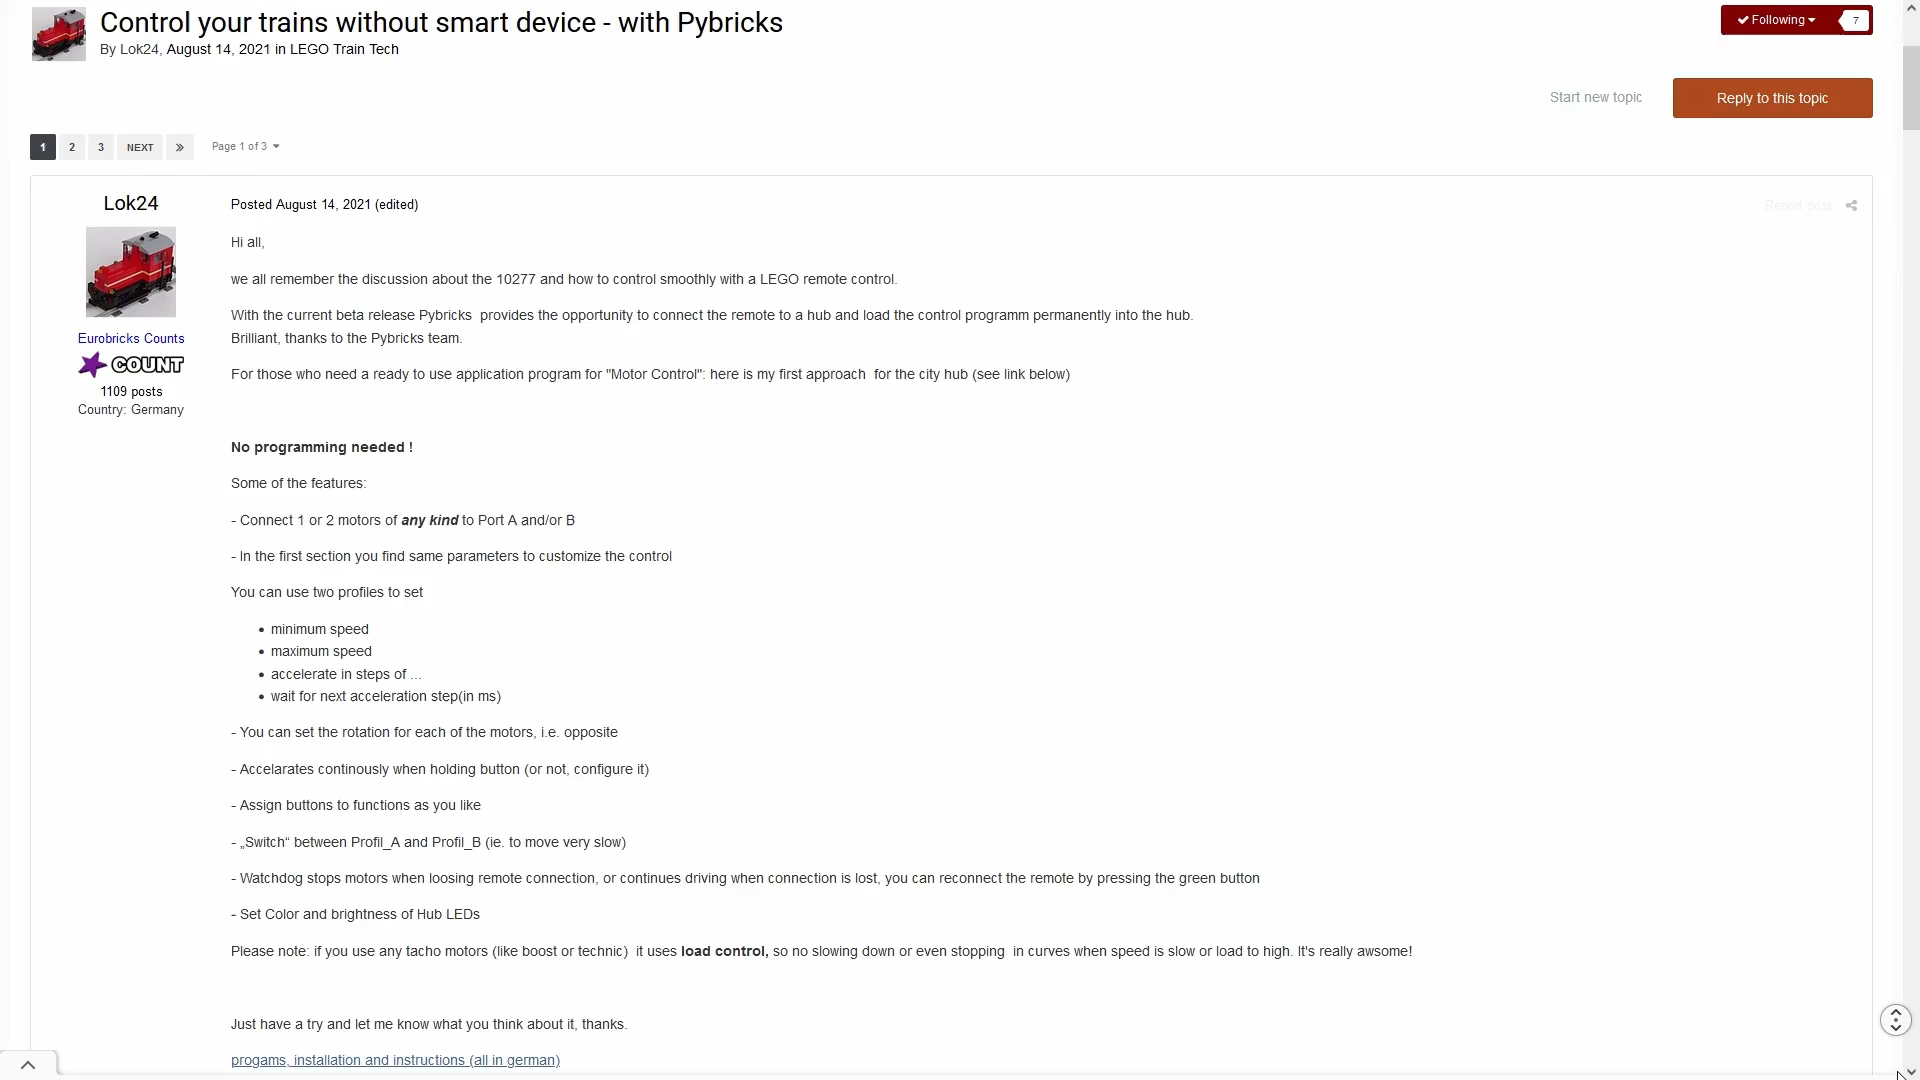 Control your trains without smart device - with Pybricks
By Lok24, August 14, 2021 in LEGO Train Tech
Following 7
Start new topic
Reply to this topic
1 2 3 NEXT Page 1 of 3
Lok24
Eurobricks Counts
COUNT
1109 posts
Country: Germany
Posted August 14, 2021 (edited)
Report post
Hi all,
we all remember the discussion about the 10277 and how to control smoothly with a LEGO remote control.
With the current beta release Pybricks  provides the opportunity to connect the remote to a hub and load the control programm permanently into the hub.
Brilliant, thanks to the Pybricks team.
For those who need a ready to use application program for "Motor Control": here is my first approach  for the city hub (see link below)
No programming needed !
Some of the features:
- Connect 1 or 2 motors of any kind to Port A and/or B
- In the first section you find same parameters to customize the control
You can use two profiles to set
• minimum speed
• maximum speed
• accelerate in steps of ...
• wait for next acceleration step(in ms)
- You can set the rotation for each of the motors, i.e. opposite
- Accelarates continously when holding button (or not, configure it)
- Assign buttons to functions as you like
- „Switch“ between Profil_A and Profil_B (ie. to move very slow)
- Watchdog stops motors when loosing remote connection, or continues driving when connection is lost, you can reconnect the remote by pressing the green button
- Set Color and brightness of Hub LEDs
Please note: if you use any tacho motors (like boost or technic)  it uses load control, so no slowing down or even stopping  in curves when speed is slow or load to high. It's really awsome!
Just have a try and let me know what you think about it, thanks.
progams, installation and instructions (all in german)